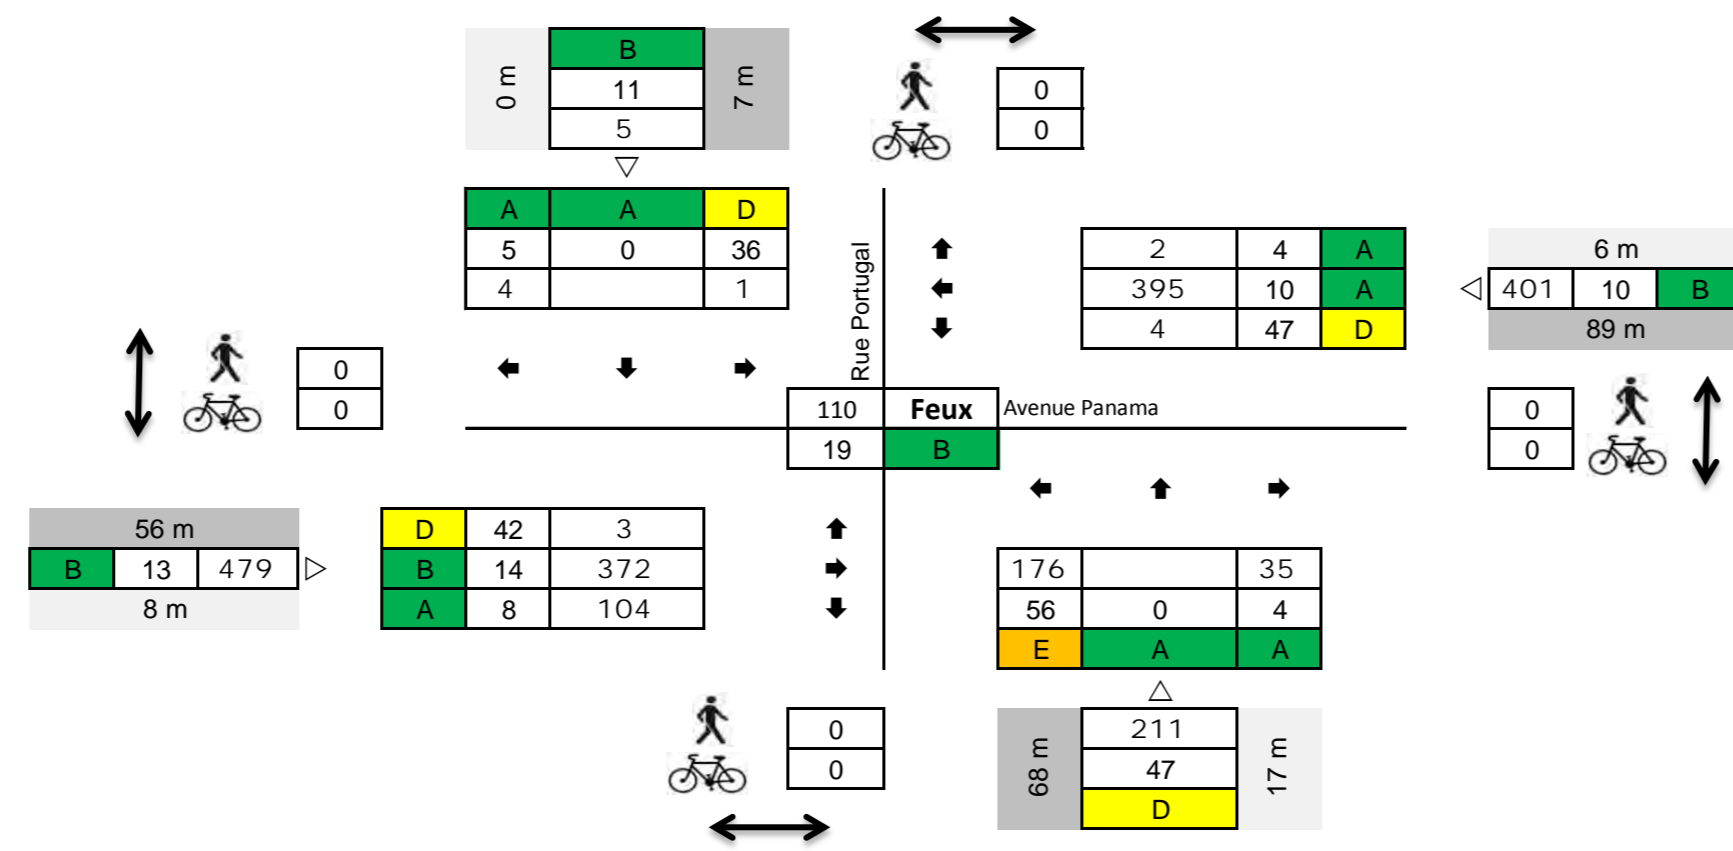 B
0 m
11
7 m
5
0
0
A A D
5 0 36
4 1
Rue Portugal
2 4 A
395 10 A
4 47 D
6 m
401 10 B
89 m
0
0
110 Feux Avenue Panama
19 B
0
0
56 m
B 13 479
8 m
D 42 3
B 14 372
A 8 104
176 35
56 0 4
E A A
0
0
68 m
211
47
D
17 m